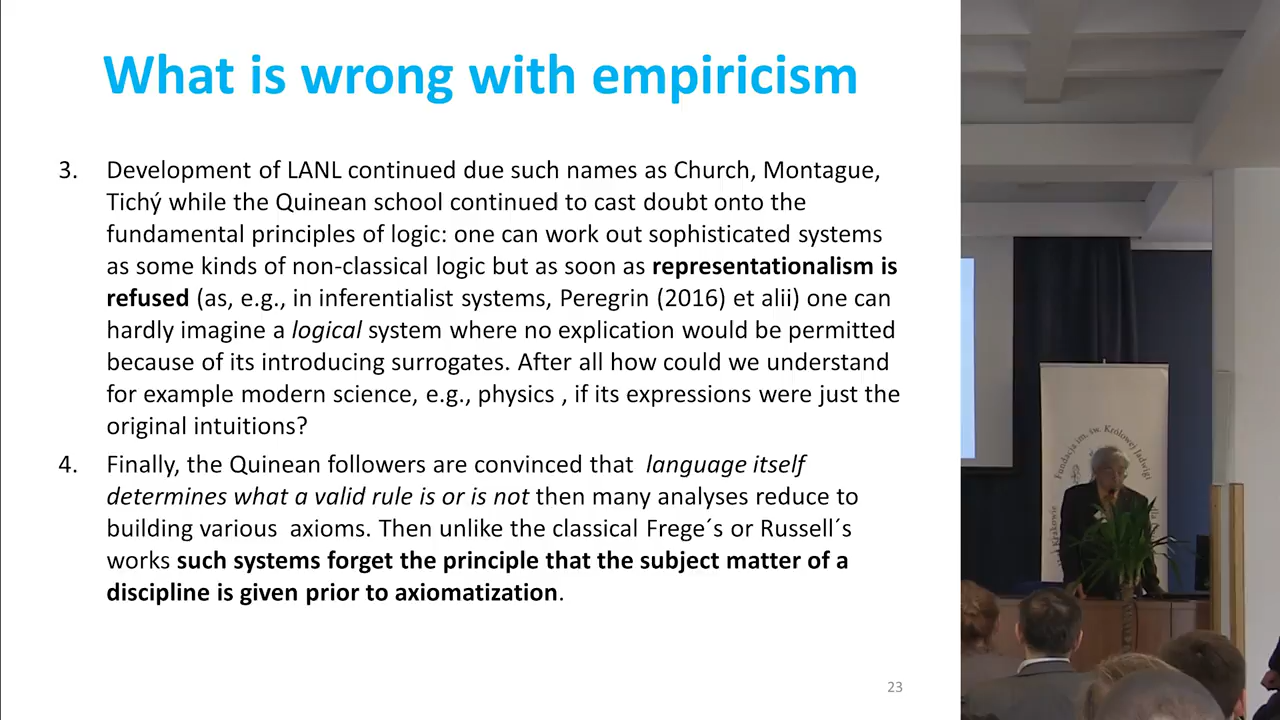 What is wrong with empiricism
3. Development of LANL continued due such names as Church, Montague,
Tichý while the Quinean school continued to cast doubt onto the
fundamental principles of logic: one can work out sophisticated systems
as some kinds of non-classical logic but as soon as representationalism is
refused (as, e.g., in inferentialist systems, Peregrin (2016) et alii) one can
hardly imagine a logical system where no explication would be permitted
because of its introducing surrogates. After all how could we understand
for example modern science, e.g., physics , if its expressions were just the
original intuitions?
4. Finally, the Quinean followers are convinced that language itself
determines what a valid rule is or is not then many analyses reduce to
building various axioms. Then unlike the classical Frege´s or Russell´s
works such systems forget the principle that the subject matter of a
discipline is given prior to axiomatization.
23
Fundacja im. św. Królowej Jadwigi
dla
Krakowie